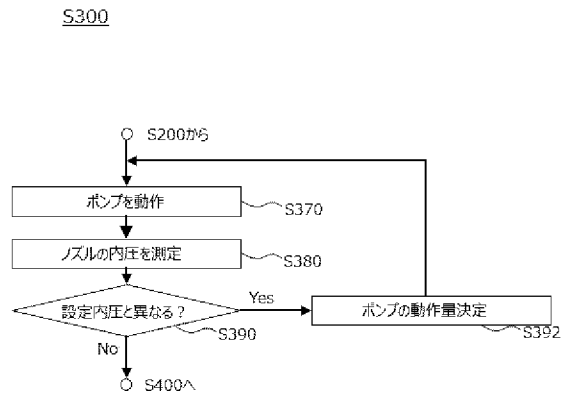 S300
S200から
ポンプを動作
S370
ノズルの内圧を測定
S380
設定内圧と異なる？
Yes
S390
ポンプの動作量決定
S392
No
S400へ